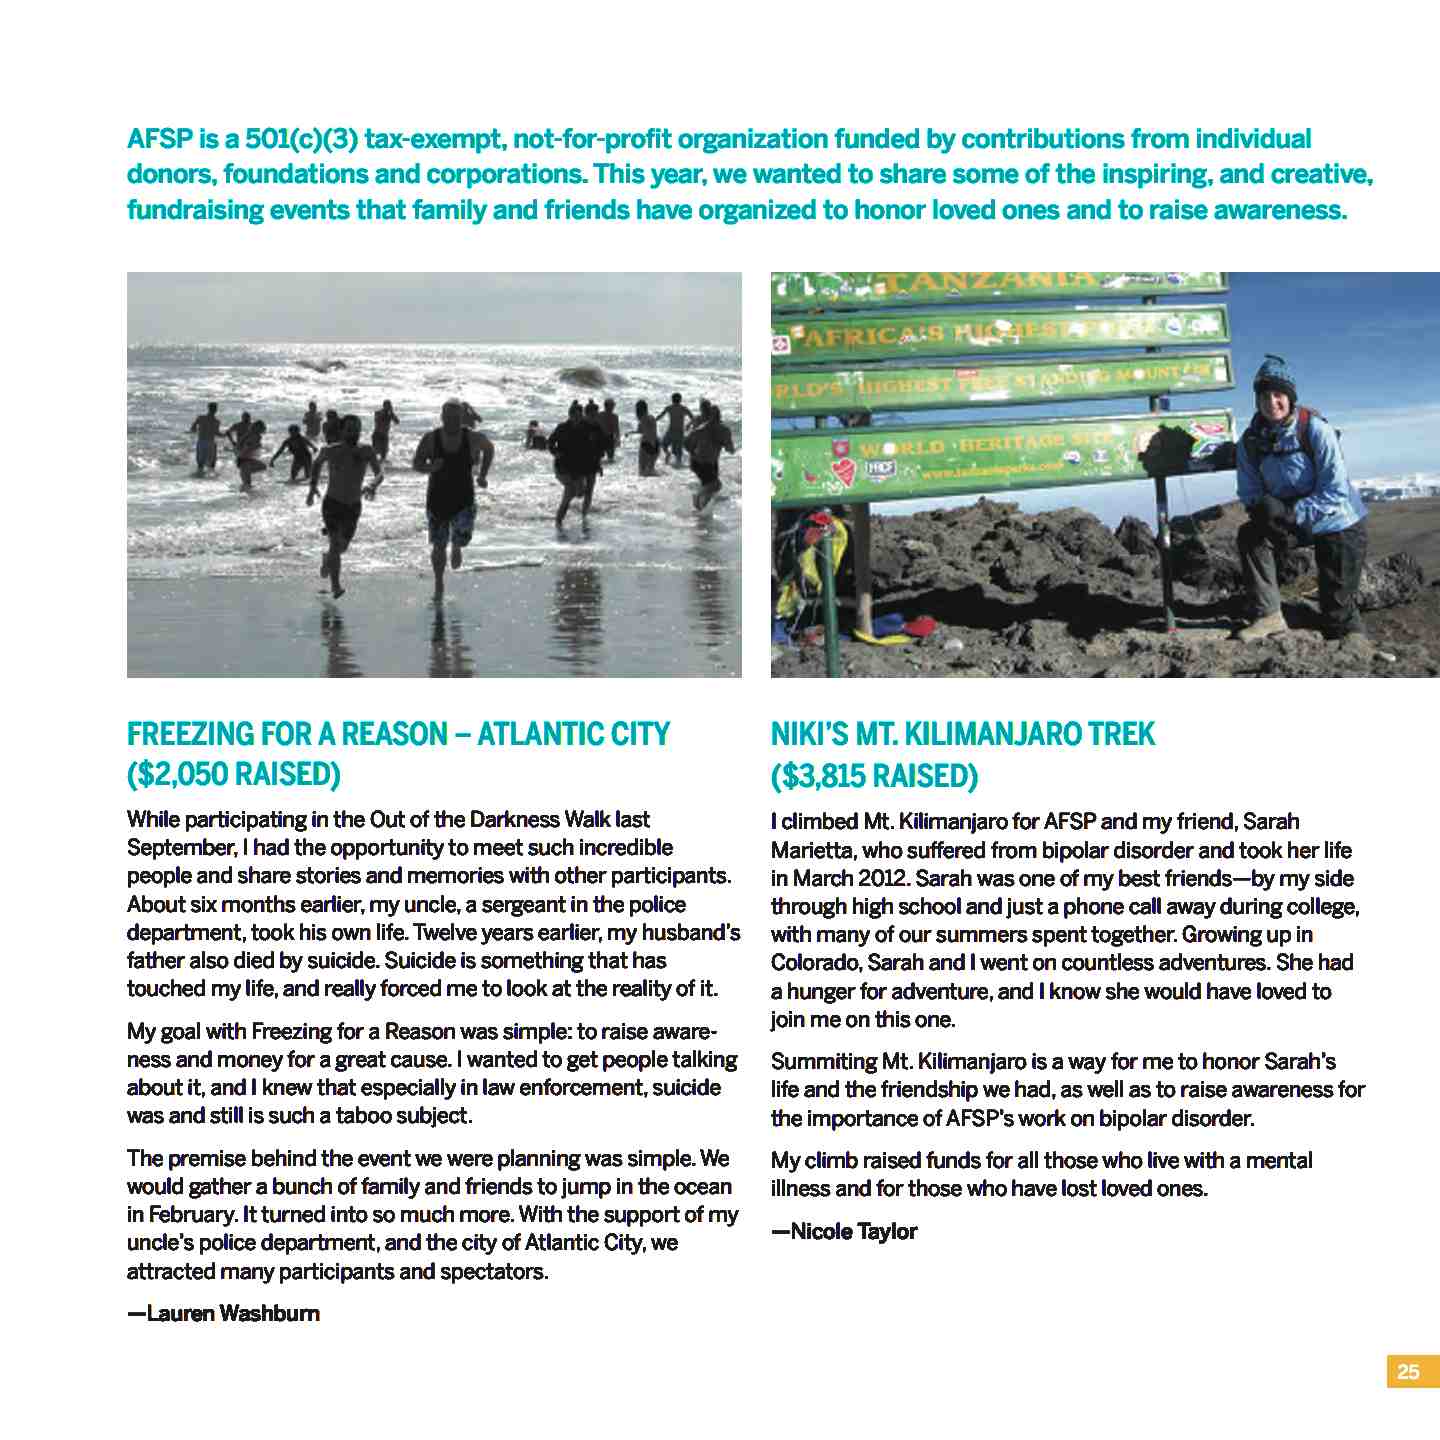 AFSP is a 501(c)(3) tax-exempt, not-for-profit organization funded by contributions from individual
donors, foundations and corporations. This year, we wanted to share some of the inspiring, and creative,
fundraising events that family and friends have organized to honor loved ones and to raise awareness.
TANZANIA
AFRICA'S HIGHEST POINT
RLD'S HIGHEST FREE STANDING MOUNTAIN
WORLD HERITAGE SITE
www.tanzaniaparks.com
FREEZING FOR A REASON – ATLANTIC CITY
($2,050 RAISED)
While participating in the Out of the Darkness Walk last
September, I had the opportunity to meet such incredible
people and share stories and memories with other participants.
About six months earlier, my uncle, a sergeant in the police
department, took his own life. Twelve years earlier, my husband's
father also died by suicide. Suicide is something that has
touched my life, and really forced me to look at the reality of it.
My goal with Freezing for a Reason was simple: to raise aware-
ness and money for a great cause. I wanted to get people talking
about it, and I knew that especially in law enforcement, suicide
was and still is such a taboo subject.
The premise behind the event we were planning was simple. We
would gather a bunch of family and friends to jump in the ocean
in February. It turned into so much more. With the support of my
uncle's police department, and the city of Atlantic City, we
attracted many participants and spectators.
—Lauren Washburn
NIKI'S MT. KILIMANJARO TREK
($3,815 RAISED)
I climbed Mt. Kilimanjaro for AFSP and my friend, Sarah
Marietta, who suffered from bipolar disorder and took her life
in March 2012. Sarah was one of my best friends—by my side
through high school and just a phone call away during college,
with many of our summers spent together. Growing up in
Colorado, Sarah and I went on countless adventures. She had
a hunger for adventure, and I know she would have loved to
join me on this one.
Summiting Mt. Kilimanjaro is a way for me to honor Sarah's
life and the friendship we had, as well as to raise awareness for
the importance of AFSP's work on bipolar disorder.
My climb raised funds for all those who live with a mental
illness and for those who have lost loved ones.
—Nicole Taylor
25